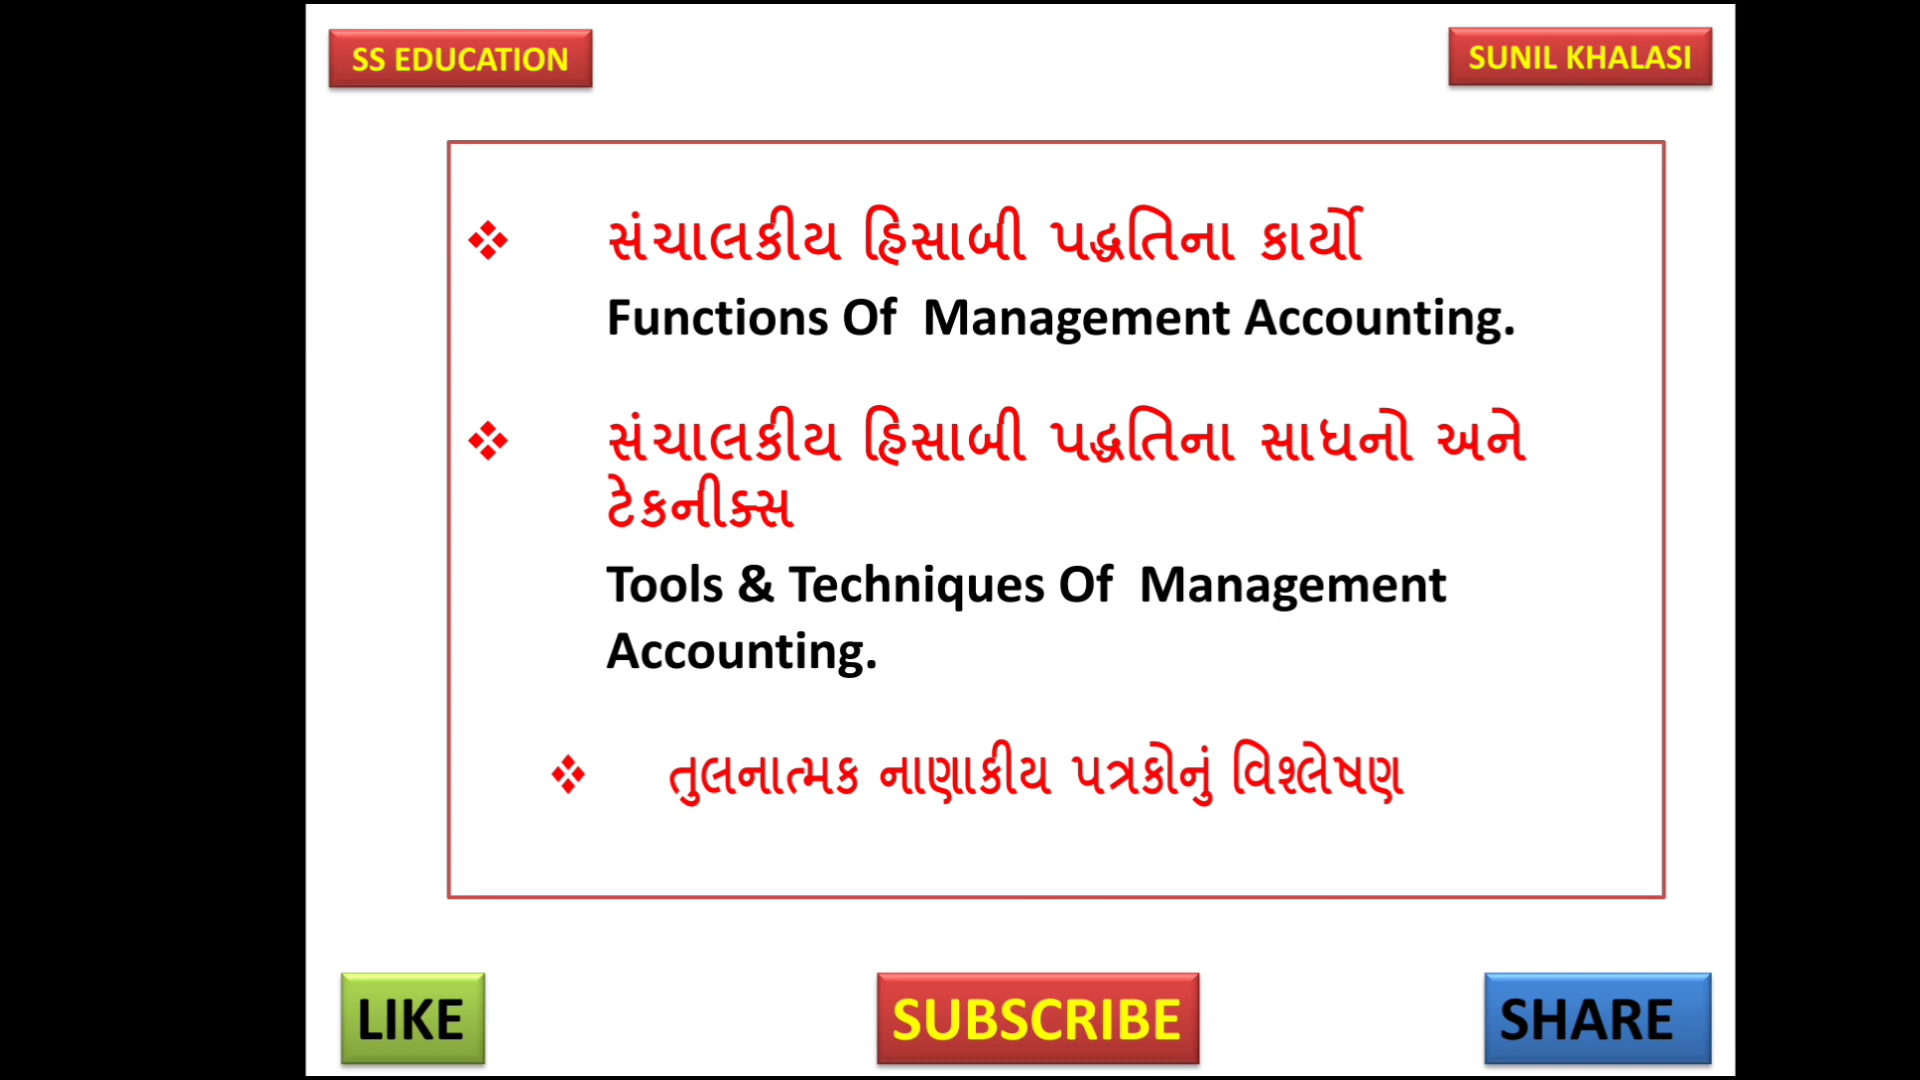 SS EDUCATION
SUNIL KHALASI
❖ સંચાલકીય હિસાબી પદ્ધતિના કાર્યો
Functions Of Management Accounting.
❖ સંચાલકીય હિસાબી પદ્ધતિના સાધનો અને
ટેકનીક્સ
Tools & Techniques Of Management
Accounting.
❖ તુલનાત્મક નાણાકીય પત્રકોનું વિશ્લેષણ
LIKE
SUBSCRIBE
SHARE